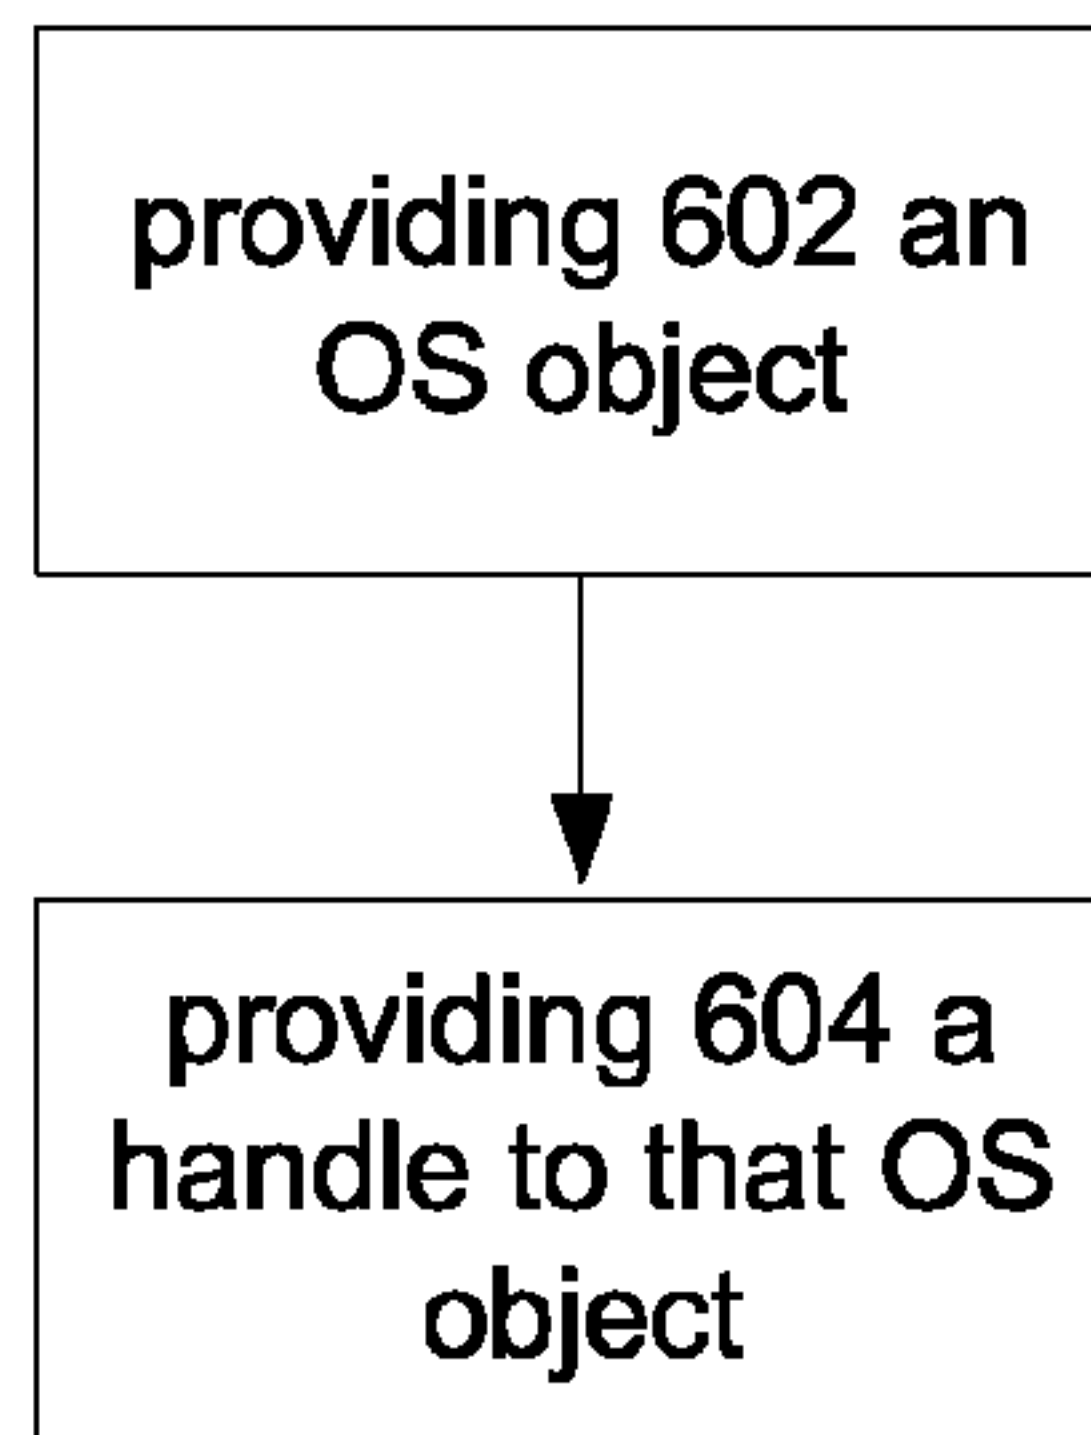 providing 602 an
OS object
providing 604 a
handle to that OS
object